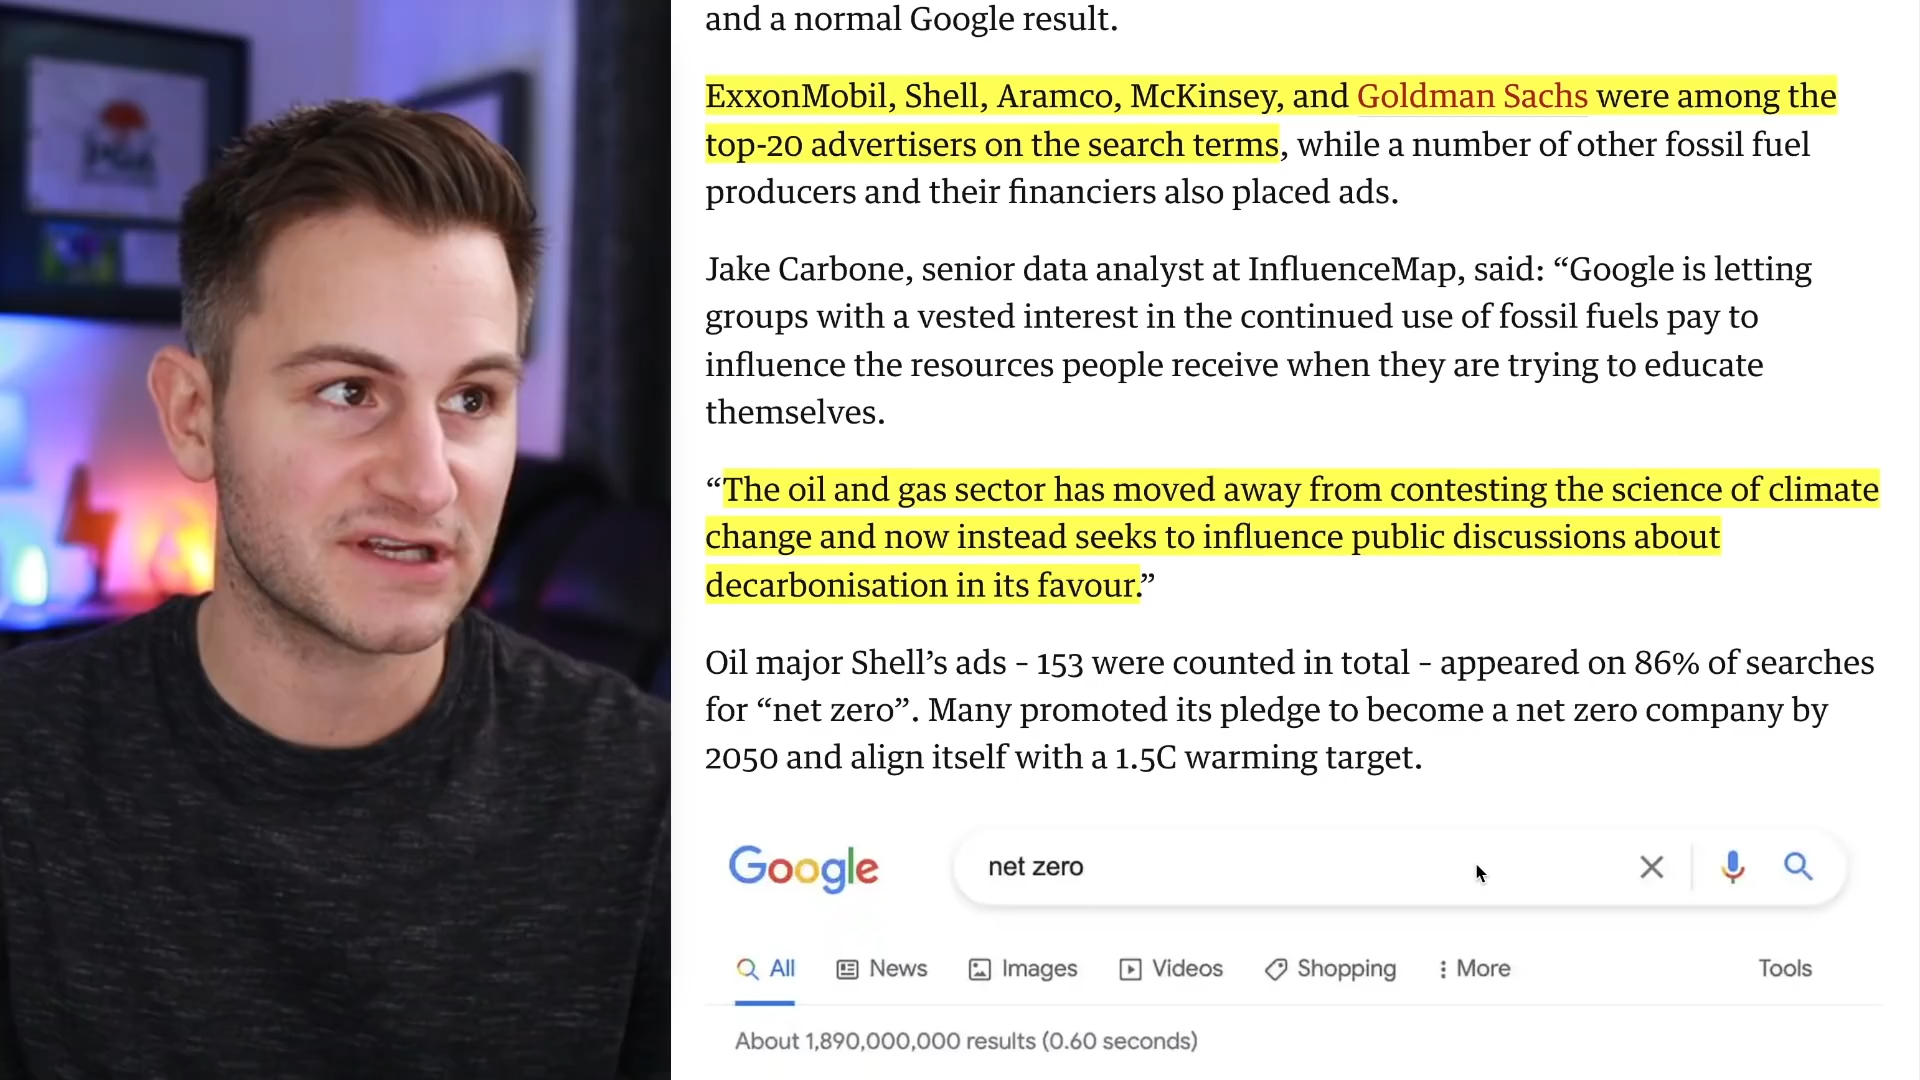 and a normal Google result.
ExxonMobil, Shell, Aramco, McKinsey, and Goldman Sachs were among the
top-20 advertisers on the search terms, while a number of other fossil fuel
producers and their financiers also placed ads.
Jake Carbone, senior data analyst at InfluenceMap, said: “Google is letting
groups with a vested interest in the continued use of fossil fuels pay to
influence the resources people receive when they are trying to educate
themselves.
“The oil and gas sector has moved away from contesting the science of climate
change and now instead seeks to influence public discussions about
decarbonisation in its favour.”
Oil major Shell’s ads - 153 were counted in total - appeared on 86% of searches
for “net zero”. Many promoted its pledge to become a net zero company by
2050 and align itself with a 1.5C warming target.
Google net zero
All News Images Videos Shopping More Tools
About 1,890,000,000 results (0.60 seconds)